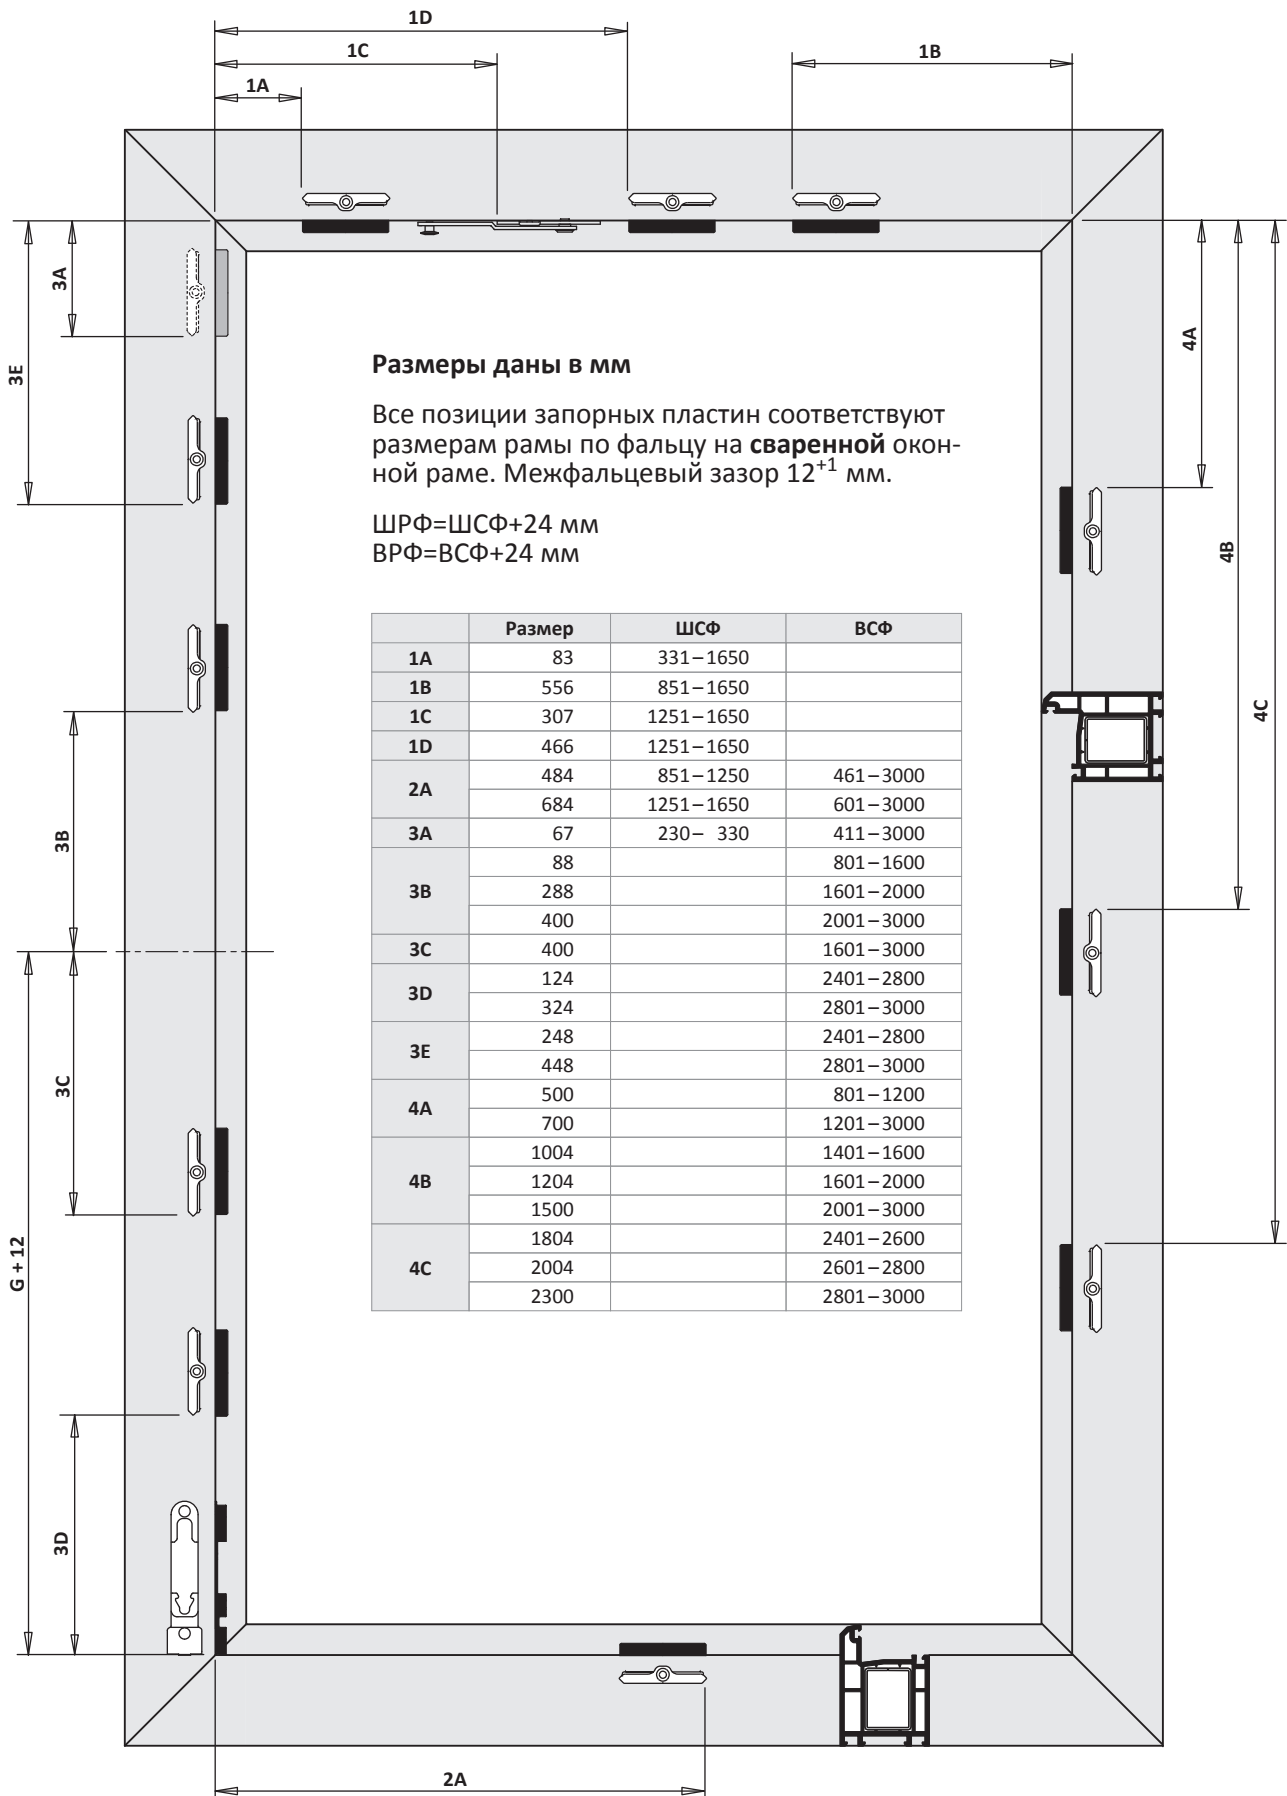 1D
1C
1B
1A
3A
3E
4A
4B
4C
Размеры даны в мм
Все позиции запорных пластин соответствуют
размерам рамы по фальцу на сваренной окон-
ной раме. Межфальцевый зазор 12+1 мм.
ШРФ=ШСФ+24 мм
ВРФ=ВСФ+24 мм
Размер ШСФ ВСФ
1A 83 331–1650
1B 556 851–1650
1C 307 1251–1650
1D 466 1251–1650
2A 484 851–1250 461–3000
684 1251–1650 601–3000
3A 67 230– 330 411–3000
3B 88 801–1600
288 1601–2000
400 2001–3000
3C 400 1601–3000
3D 124 2401–2800
324 2801–3000
3E 248 2401–2800
448 2801–3000
4A 500 801–1200
700 1201–3000
4B 1004 1401–1600
1204 1601–2000
1500 2001–3000
4C 1804 2401–2600
2004 2601–2800
2300 2801–3000
3B
3C
G + 12
3D
2A